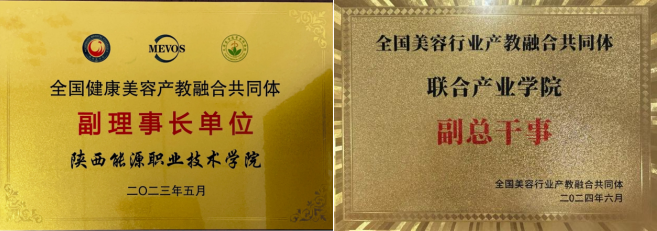 MEVOS
全国健康美容产教融合共同体
副理事长单位
陕西能源职业技术学院
二〇二三年五月
全国美容行业产教融合共同体
联合产业学院
副总干事
全国美容行业产教融合共同体
二〇二四年六月